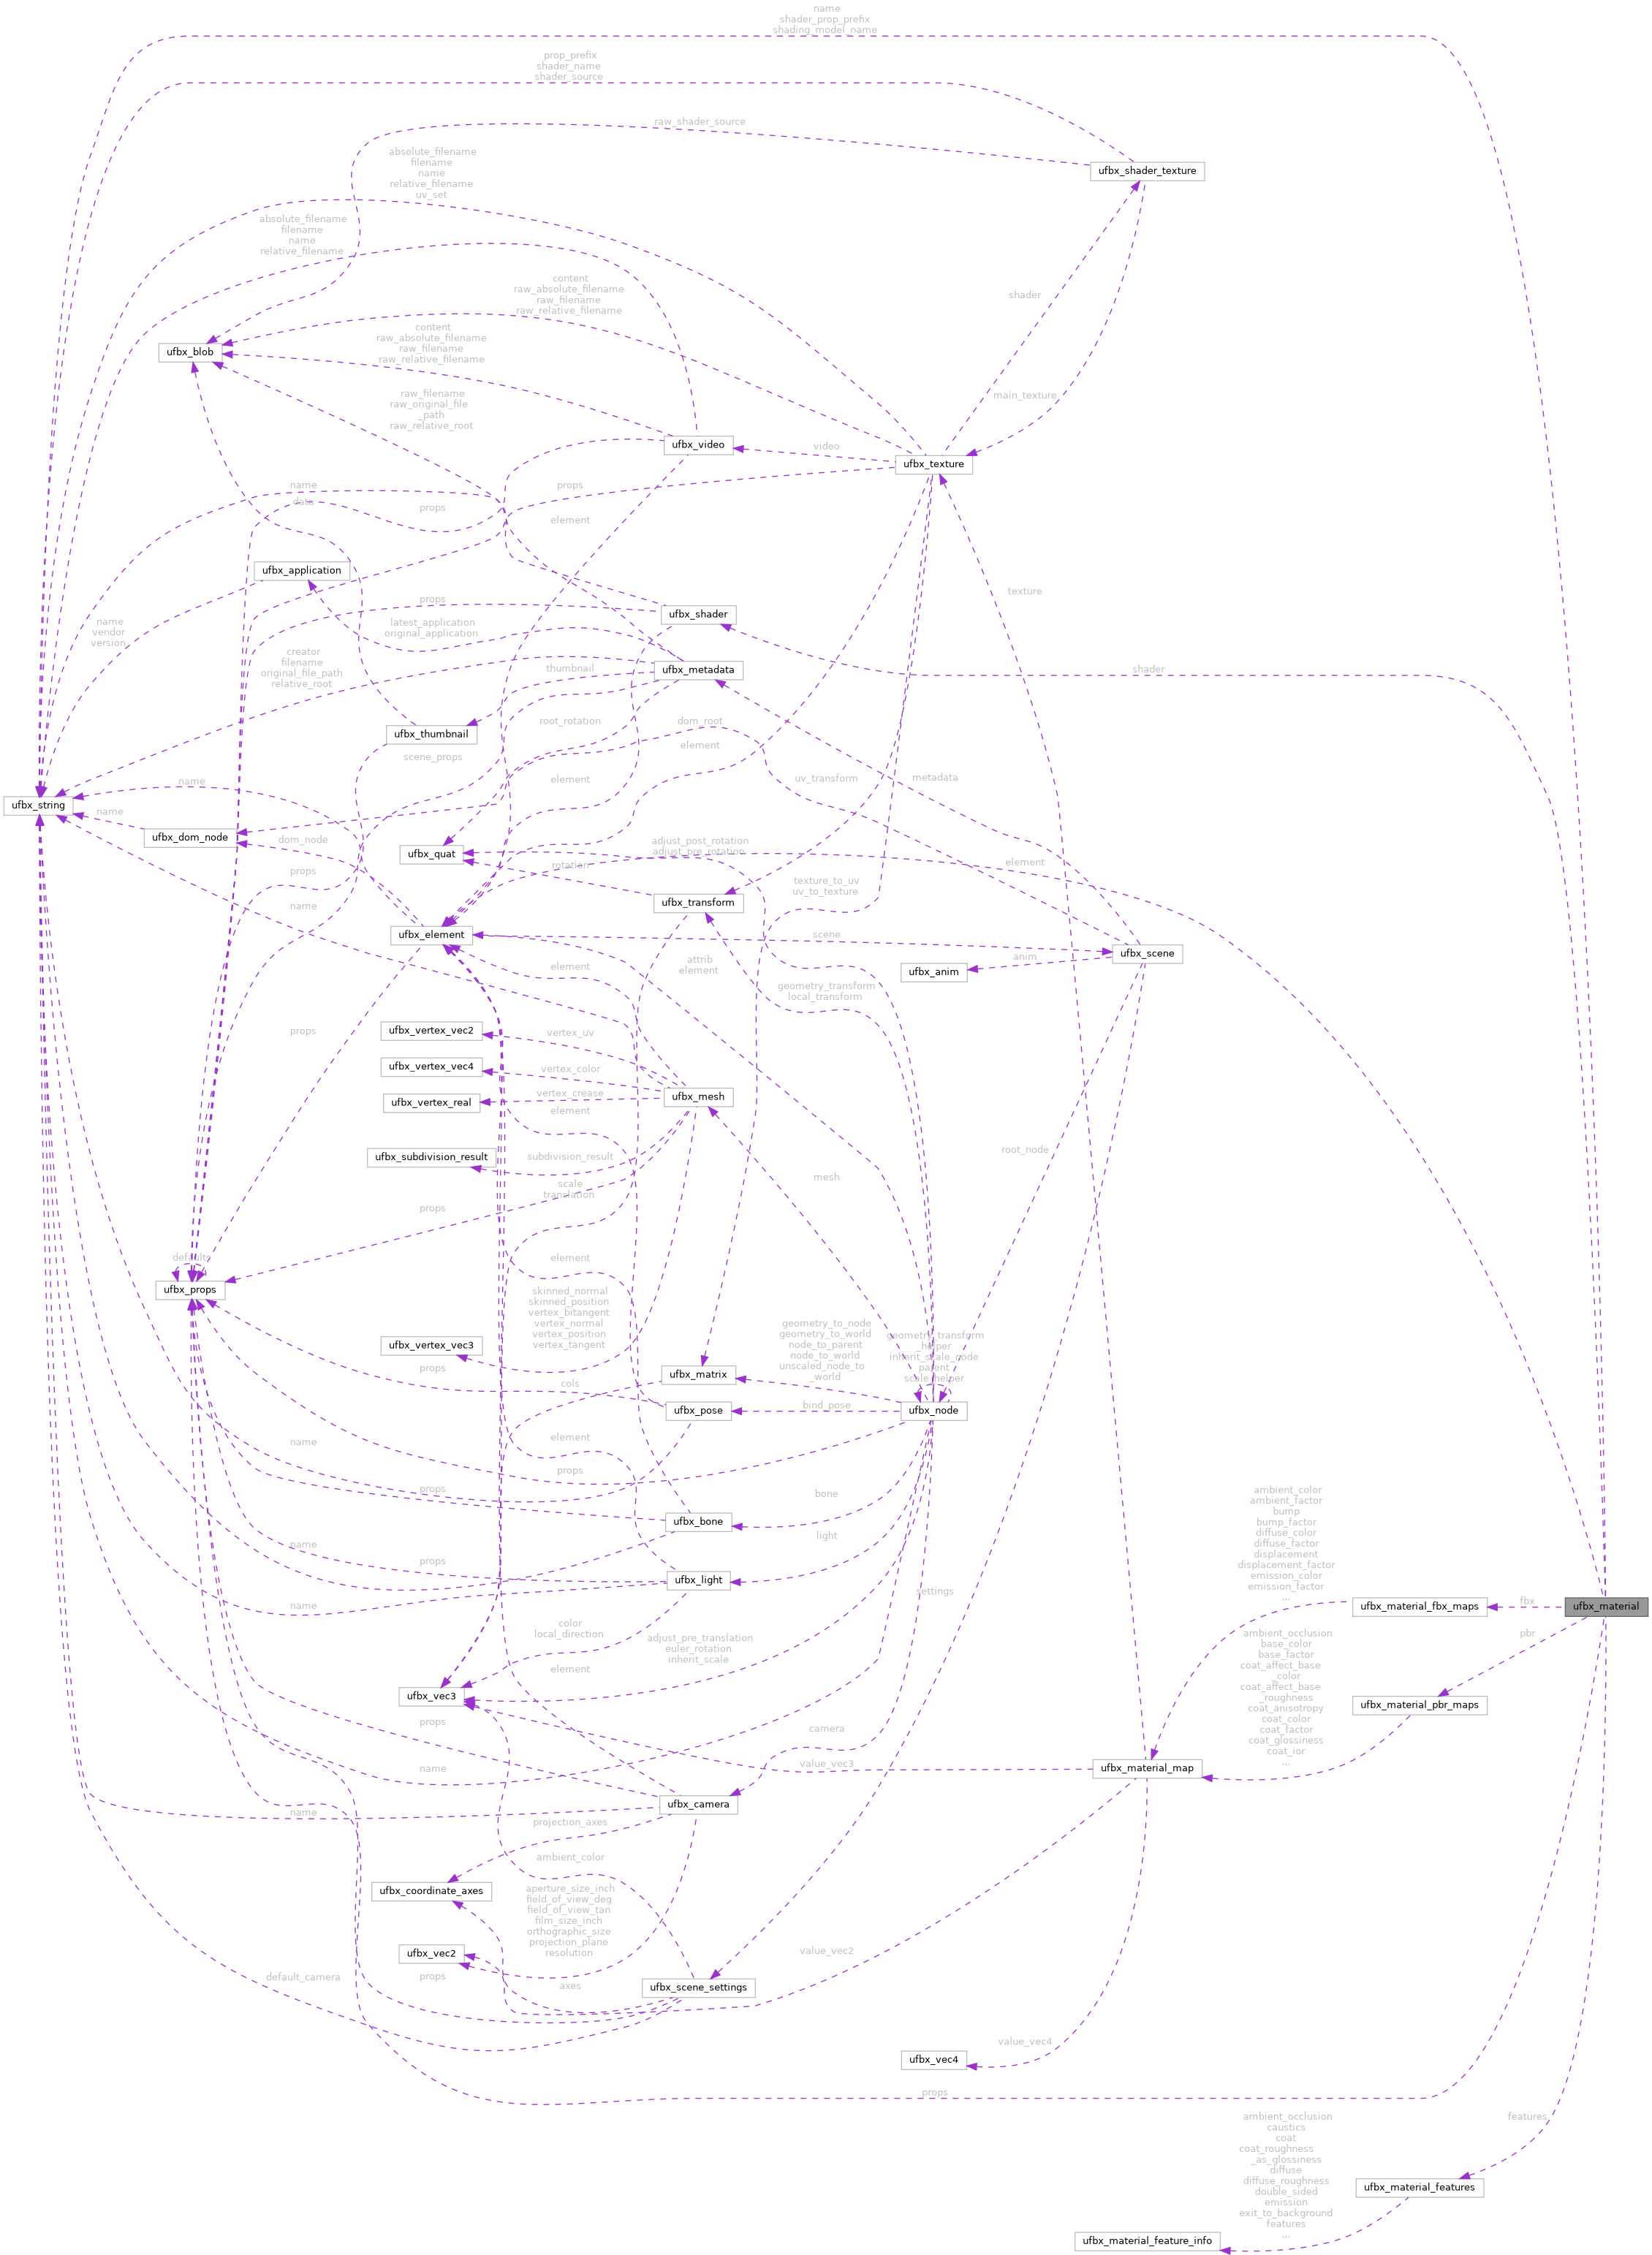 name
shader_prop_prefix
shading_model_name
prop_prefix
shader_name
shader_source
raw_shader_source
absolute_filename
filename
name
relative_filename
uv_set
ufbx_shader_texture
absolute_filename
filename
name
relative_filename
content
raw_absolute_filename
raw_filename
raw_relative_filename
shader
content
raw_absolute_filename
raw_filename
raw_relative_filename
ufbx_blob
main_texture
raw_filename
raw_original_file
_path
raw_relative_root
ufbx_video
video
ufbx_texture
name
props
data
props
element
ufbx_application
texture
props
ufbx_shader
name
vendor
version
latest_application
original_application
creator
filename
original_file_path
relative_root
thumbnail
ufbx_metadata
shader
root_rotation
dom_root
ufbx_thumbnail
element
scene_props
name
element
uv_transform
metadata
ufbx_string
name
ufbx_dom_node
dom_node
ufbx_quat
adjust_post_rotation
adjust_pre_rotation
rotation
element
props
texture_to_uv
uv_to_texture
ufbx_transform
name
ufbx_element
scene
ufbx_scene
attrib
element
element
anim
ufbx_anim
geometry_transform
local_transform
props
ufbx_vertex_vec2
vertex_uv
ufbx_vertex_vec4
vertex_color
ufbx_vertex_real
vertex_crease
ufbx_mesh
element
ufbx_subdivision_result
subdivision_result
root_node
mesh
scale
translation
props
defaults
element
ufbx_props
skinned_normal
skinned_position
vertex_bitangent
vertex_normal
vertex_position
vertex_tangent
ufbx_vertex_vec3
geometry_to_node
geometry_to_world
node_to_parent
node_to_world
unscaled_node_to
_world
geometry_transform
_helper
inherit_scale_node
parent
scale_helper
props
cols
ufbx_matrix
ufbx_pose
bind_pose
ufbx_node
name
element
props
props
bone
ambient_color
ambient_factor
bump
bump_factor
diffuse_color
diffuse_factor
displacement
displacement_factor
emission_color
emission_factor
...
ufbx_bone
light
name
props
ufbx_light
settings
name
ufbx_material_fbx_maps
fbx
ufbx_material
color
local_direction
adjust_pre_translation
euler_rotation
inherit_scale
ambient_occlusion
base_color
base_factor
coat_affect_base
_color
coat_affect_base
_roughness
coat_anisotropy
coat_color
coat_factor
coat_glossiness
coat_ior
...
pbr
element
ufbx_vec3
ufbx_material_pbr_maps
props
camera
name
value_vec3
ufbx_material_map
name
ufbx_camera
projection_axes
ambient_color
ufbx_coordinate_axes
aperture_size_inch
field_of_view_deg
field_of_view_tan
film_size_inch
orthographic_size
projection_plane
resolution
ufbx_vec2
value_vec2
default_camera
props
axes
ufbx_scene_settings
value_vec4
ufbx_vec4
props
ambient_occlusion
caustics
coat
coat_roughness
_as_glossiness
diffuse
diffuse_roughness
double_sided
emission
exit_to_background
features
...
features
ufbx_material_features
ufbx_material_feature_info